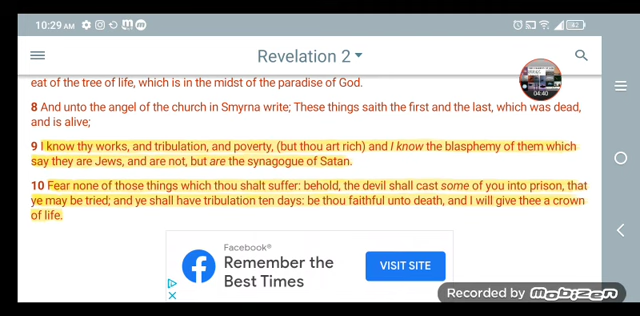 10:29 AM
Revelation 2
eat of the tree of life, which is in the midst of the paradise of God.
04:40
8 And unto the angel of the church in Smyrna write; These things saith the first and the last, which was dead,
and is alive;
9 I know thy works, and tribulation, and poverty, (but thou art rich) and I know the blasphemy of them which
say they are Jews, and are not, but are the synagogue of Satan.
10 Fear none of those things which thou shalt suffer: behold, the devil shall cast some of you into prison, that
ye may be tried; and ye shall have tribulation ten days: be thou faithful unto death, and I will give thee a crown
of life.
Facebook®
Remember the
Best Times
VISIT SITE
Recorded by mobizen